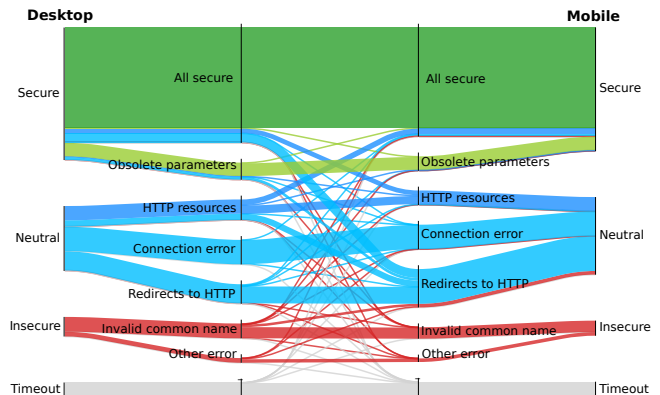 Desktop
Mobile
Secure
All secure
All secure
Secure
Obsolete parameters
Obsolete parameters
HTTP resources
HTTP resources
Neutral
Connection error
Connection error
Neutral
Redirects to HTTP
Redirects to HTTP
Insecure
Invalid common name
Invalid common name
Insecure
Other error
Other error
Timeout
Timeout